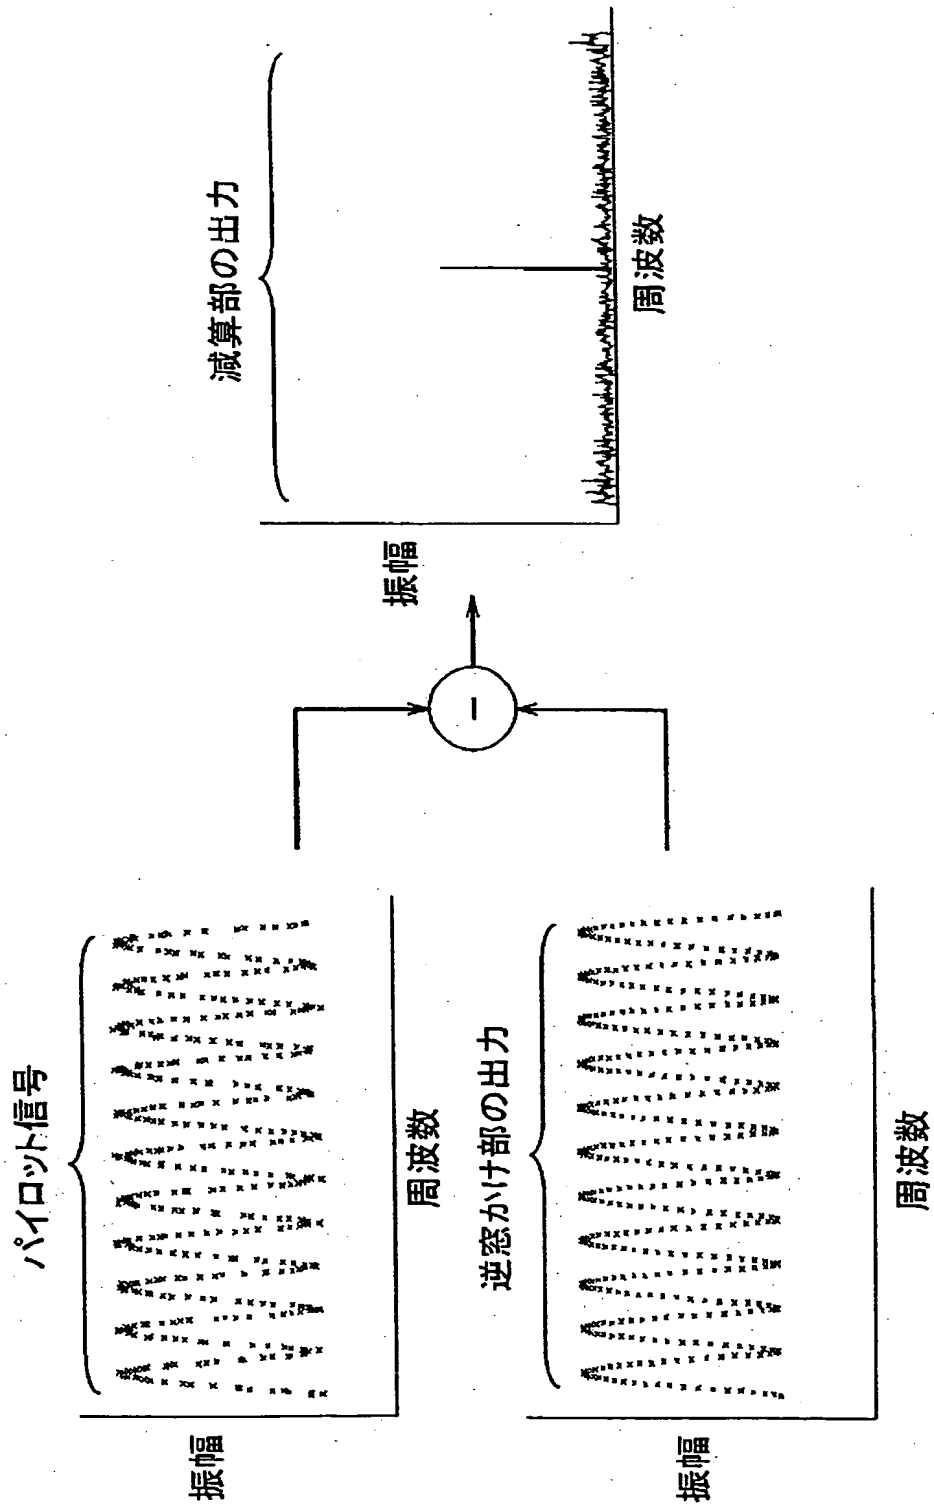 パイロット信号
振幅
周波数
逆窓かけ部の出力
振幅
周波数
−
減算部の出力
振幅
周波数